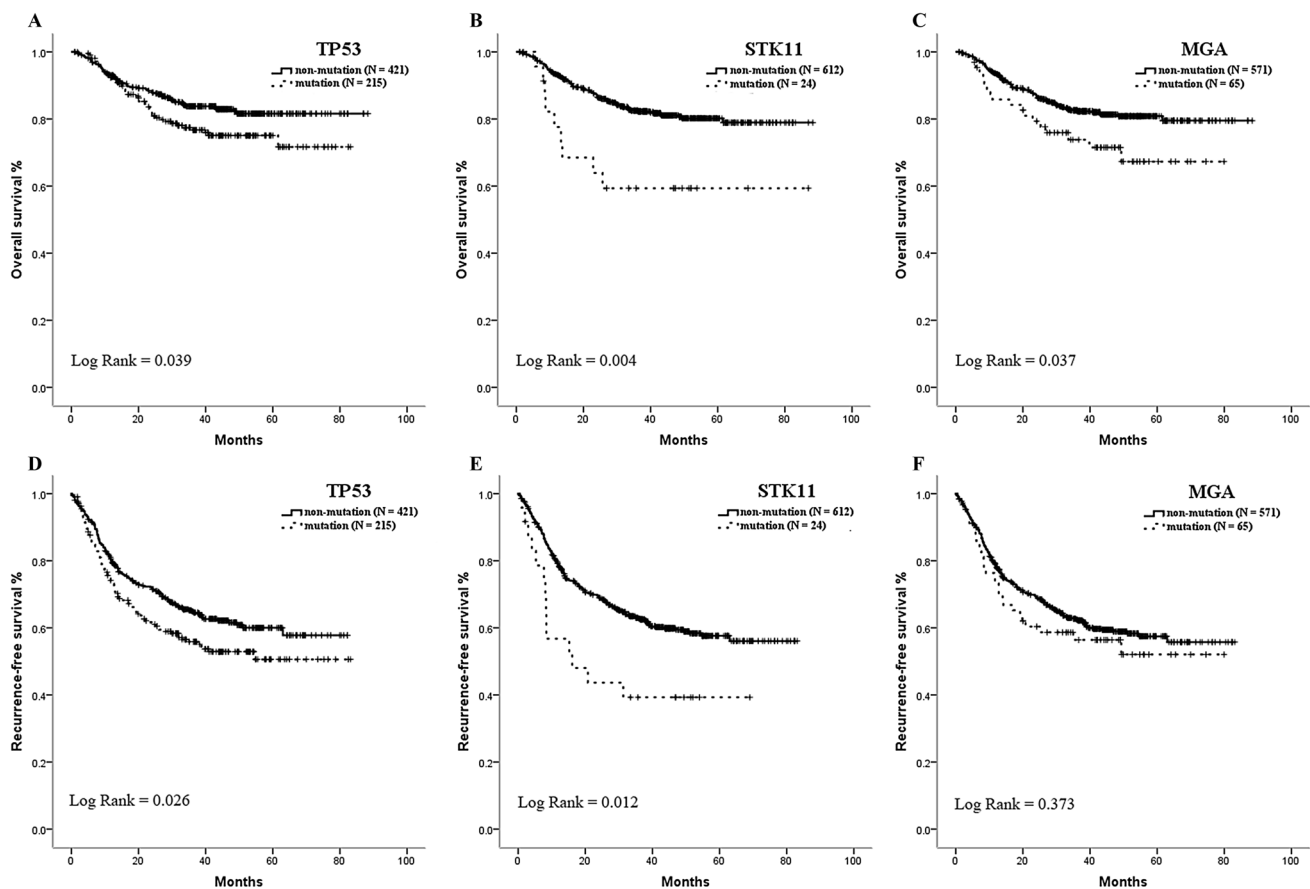 A
TP53
non-mutation (N = 421)
mutation (N = 215)
1.0
0.8
0.6
0.4
0.2
0.0
Overall survival %
Log Rank = 0.039
0 20 40 60 80 100
Months
B
STK11
non-mutation (N = 612)
mutation (N = 24)
1.0
0.8
0.6
0.4
0.2
0.0
Overall survival %
Log Rank = 0.004
0 20 40 60 80 100
Months
C
MGA
non-mutation (N = 571)
mutation (N = 65)
1.0
0.8
0.6
0.4
0.2
0.0
Overall survival %
Log Rank = 0.037
0 20 40 60 80 100
Months
D
TP53
non-mutation (N = 421)
mutation (N = 215)
1.0
0.8
0.6
0.4
0.2
0.0
Recurrence-free survival %
Log Rank = 0.026
0 20 40 60 80 100
Months
E
STK11
non-mutation (N = 612)
mutation (N = 24)
1.0
0.8
0.6
0.4
0.2
0.0
Recurrence-free survival %
Log Rank = 0.012
0 20 40 60 80 100
Months
F
MGA
non-mutation (N = 571)
mutation (N = 65)
1.0
0.8
0.6
0.4
0.2
0.0
Recurrence-free survival %
Log Rank = 0.373
0 20 40 60 80 100
Months